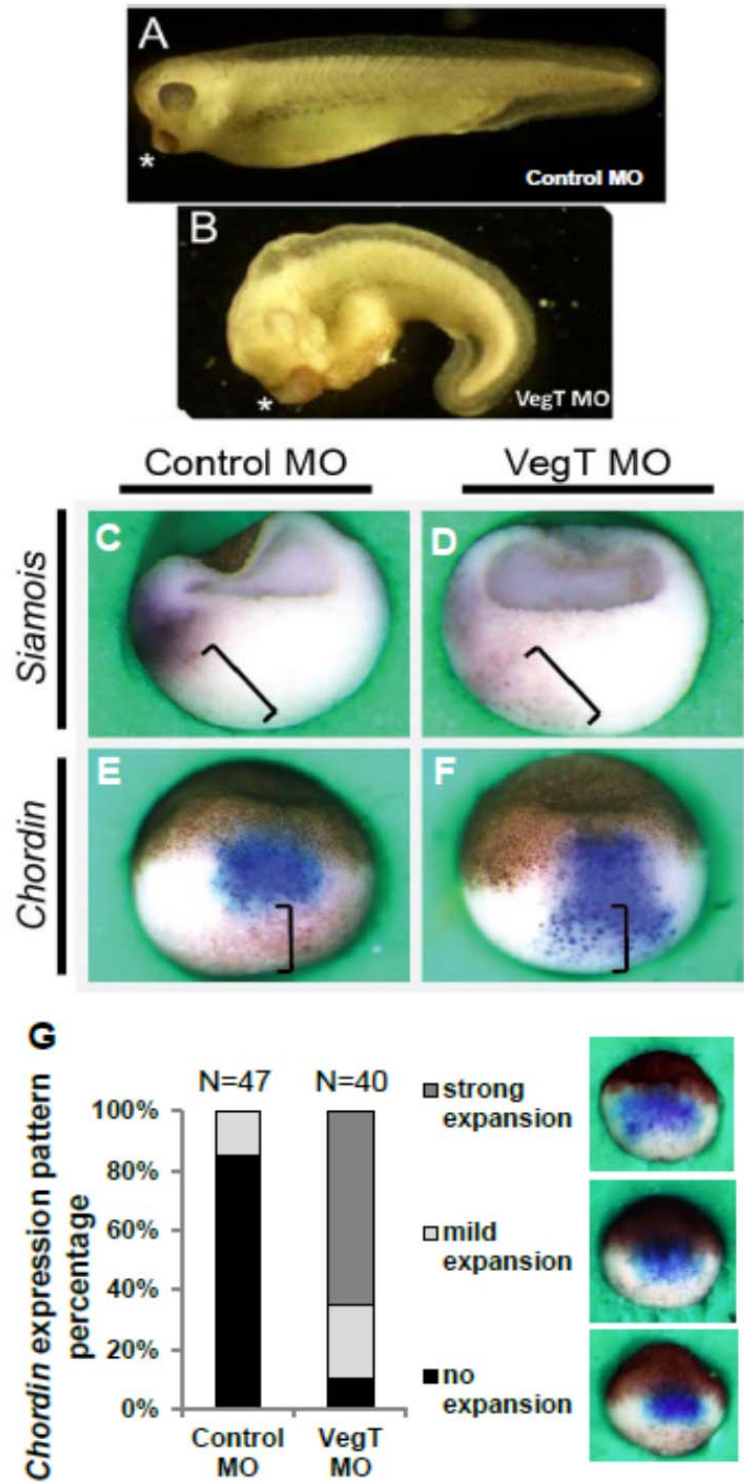 A
*
Control MO
B
*
VegT MO
Control MO
VegT MO
Siamois
C
D
Chordin
E
F
G
Chordin expression pattern
percentage
N=47
N=40
100%
80%
60%
40%
20%
0%
Control
MO
VegT
MO
strong
expansion
mild
expansion
no
expansion